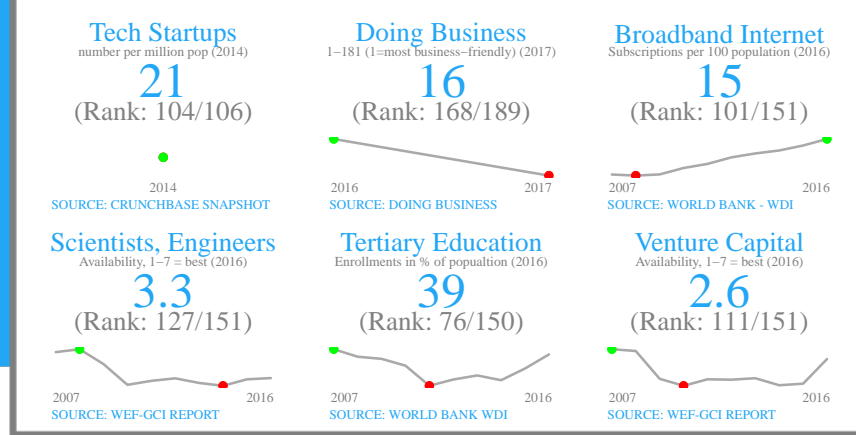 Tech Startups
number per million pop (2014)
21
(Rank: 104/106)
2014
SOURCE: CRUNCHBASE SNAPSHOT
Doing Business
1−181 (1=most business−friendly) (2017)
16
(Rank: 168/189)
2016 2017
SOURCE: DOING BUSINESS
Broadband Internet
Subscriptions per 100 population (2016)
15
(Rank: 101/151)
2007 2016
SOURCE: WORLD BANK - WDI
Scientists, Engineers
Availability, 1−7 = best (2016)
3.3
(Rank: 127/151)
2007 2016
SOURCE: WEF-GCI REPORT
Tertiary Education
Enrollments in % of popualtion (2016)
39
(Rank: 76/150)
2007 2016
SOURCE: WORLD BANK WDI
Venture Capital
Availability, 1−7 = best (2016)
2.6
(Rank: 111/151)
2007 2016
SOURCE: WEF-GCI REPORT